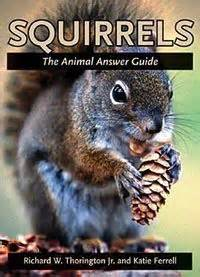 SQUIRRELS
The Animal Answer Guide
Richard W. Thorington Jr. and Katie Ferrell